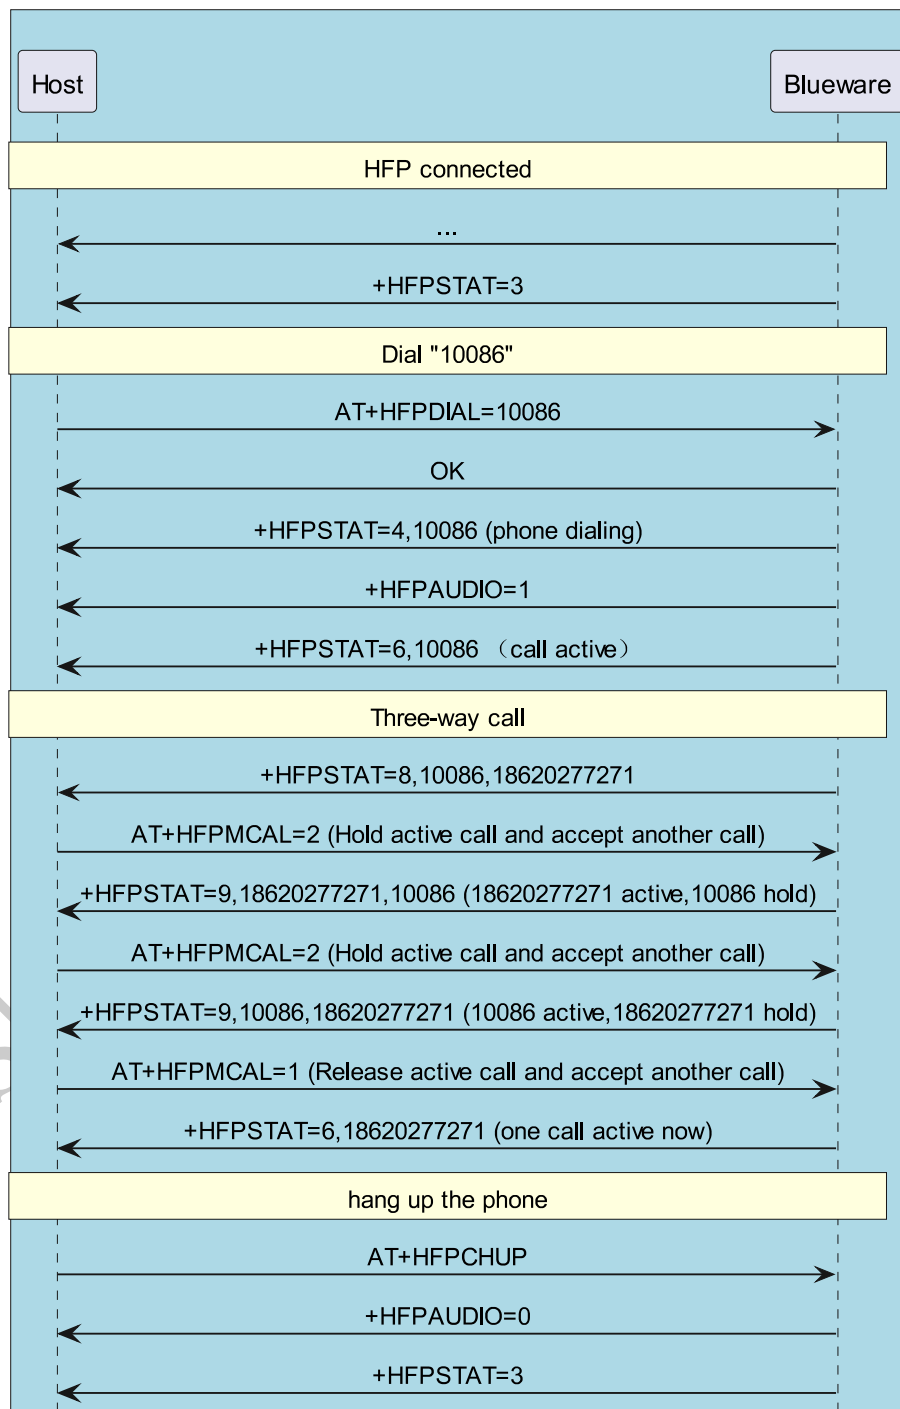 Host
Blueware
HFP connected
...
+HFPSTAT=3
Dial "10086"
AT+HFPDIAL=10086
OK
+HFPSTAT=4,10086 (phone dialing)
+HFPAUDIO=1
+HFPSTAT=6,10086 （call active）
Three-way call
+HFPSTAT=8,10086,18620277271
AT+HFPMCAL=2 (Hold active call and accept another call)
+HFPSTAT=9,18620277271,10086 (18620277271 active,10086 hold)
AT+HFPMCAL=2 (Hold active call and accept another call)
+HFPSTAT=9,10086,18620277271 (10086 active,18620277271 hold)
AT+HFPMCAL=1 (Release active call and accept another call)
+HFPSTAT=6,18620277271 (one call active now)
hang up the phone
AT+HFPCHUP
+HFPAUDIO=0
+HFPSTAT=3